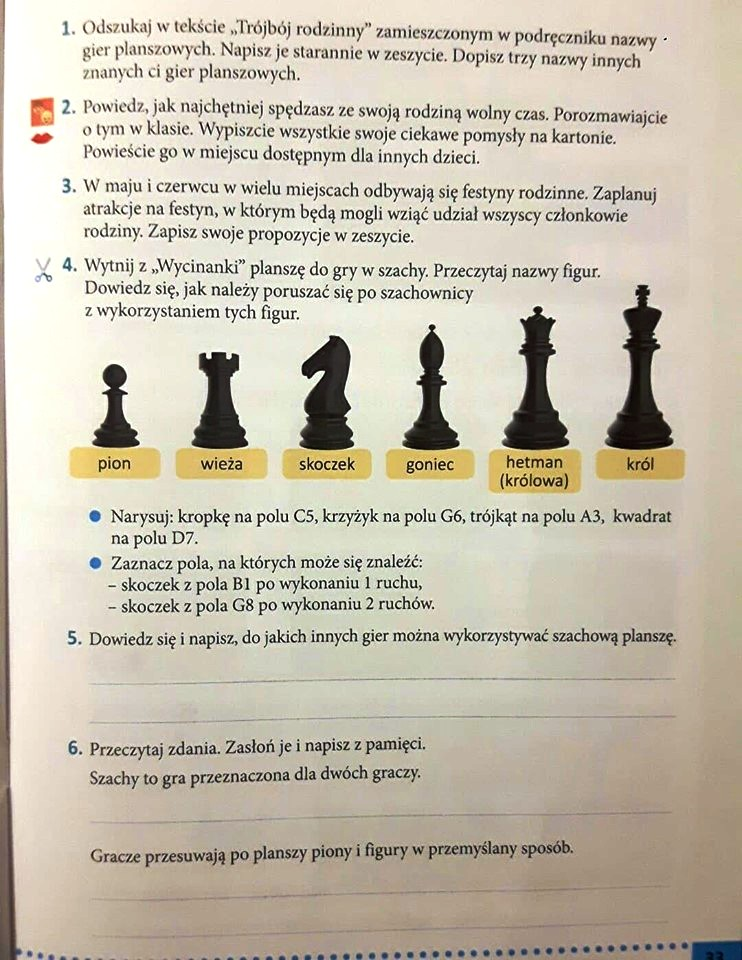 1. Odszukaj w tekście „Trójbój rodzinny” zamieszczonym w podręczniku nazwy
gier planszowych. Napisz je starannie w zeszycie. Dopisz trzy nazwy innych
znanych ci gier planszowych.
2. Powiedz, jak najchętniej spędzasz ze swoją rodziną wolny czas. Porozmawiajcie
o tym w klasie. Wypiszcie wszystkie swoje ciekawe pomysły na kartonie.
Powieście go w miejscu dostępnym dla innych dzieci.
3. W maju i czerwcu w wielu miejscach odbywają się festyny rodzinne. Zaplanuj
atrakcje na festyn, w którym będą mogli wziąć udział wszyscy członkowie
rodziny. Zapisz swoje propozycje w zeszycie.
4. Wytnij z „Wycinanki” planszę do gry w szachy. Przeczytaj nazwy figur.
Dowiedz się, jak należy poruszać się po szachownicy
z wykorzystaniem tych figur.
pion
wieża
skoczek
goniec
hetman
(królowa)
król
Narysuj: kropkę na polu C5, krzyżyk na polu G6, trójkąt na polu A3, kwadrat
na polu D7.
Zaznacz pola, na których może się znaleźć:
– skoczek z pola B1 po wykonaniu 1 ruchu,
– skoczek z pola G8 po wykonaniu 2 ruchów.
5. Dowiedz się i napisz, do jakich innych gier można wykorzystywać szachową planszę.
6. Przeczytaj zdania. Zasłoń je i napisz z pamięci.
Szachy to gra przeznaczona dla dwóch graczy.
Gracze przesuwają po planszy piony i figury w przemyślany sposób.
33